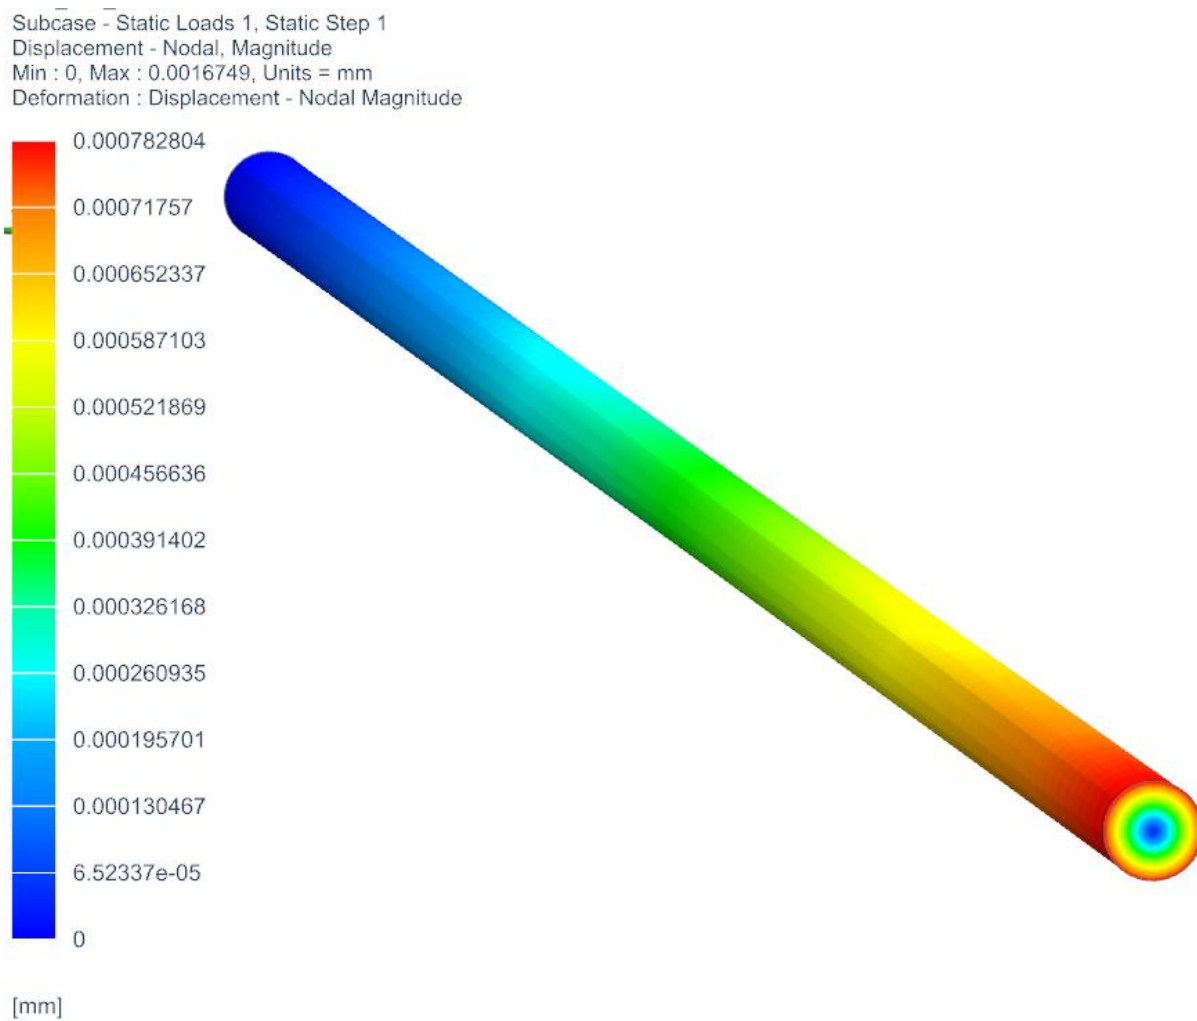 Subcase - Static Loads 1, Static Step 1
Displacement - Nodal, Magnitude
Min : 0, Max : 0.0016749, Units = mm
Deformation : Displacement - Nodal Magnitude
0.000782804
0.00071757
0.000652337
0.000587103
0.000521869
0.000456636
0.000391402
0.000326168
0.000260935
0.000195701
0.000130467
6.52337e-05
0
[mm]